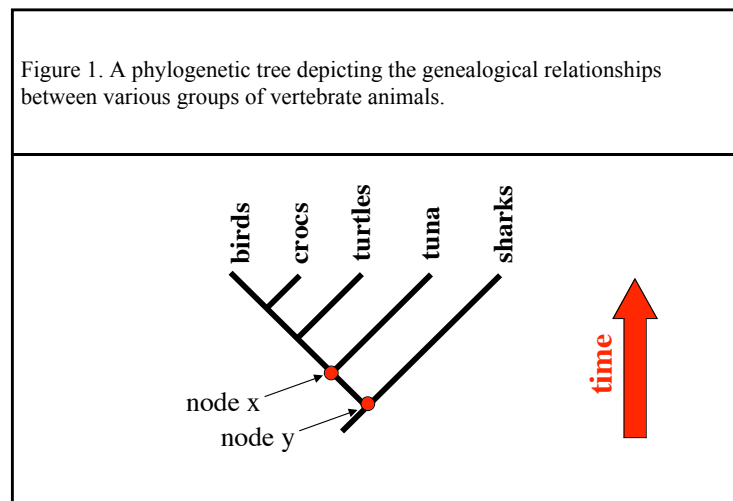 Figure 1. A phylogenetic tree depicting the genealogical relationships
between various groups of vertebrate animals.
birds
crocs
turtles
tuna
sharks
time
node x
node y